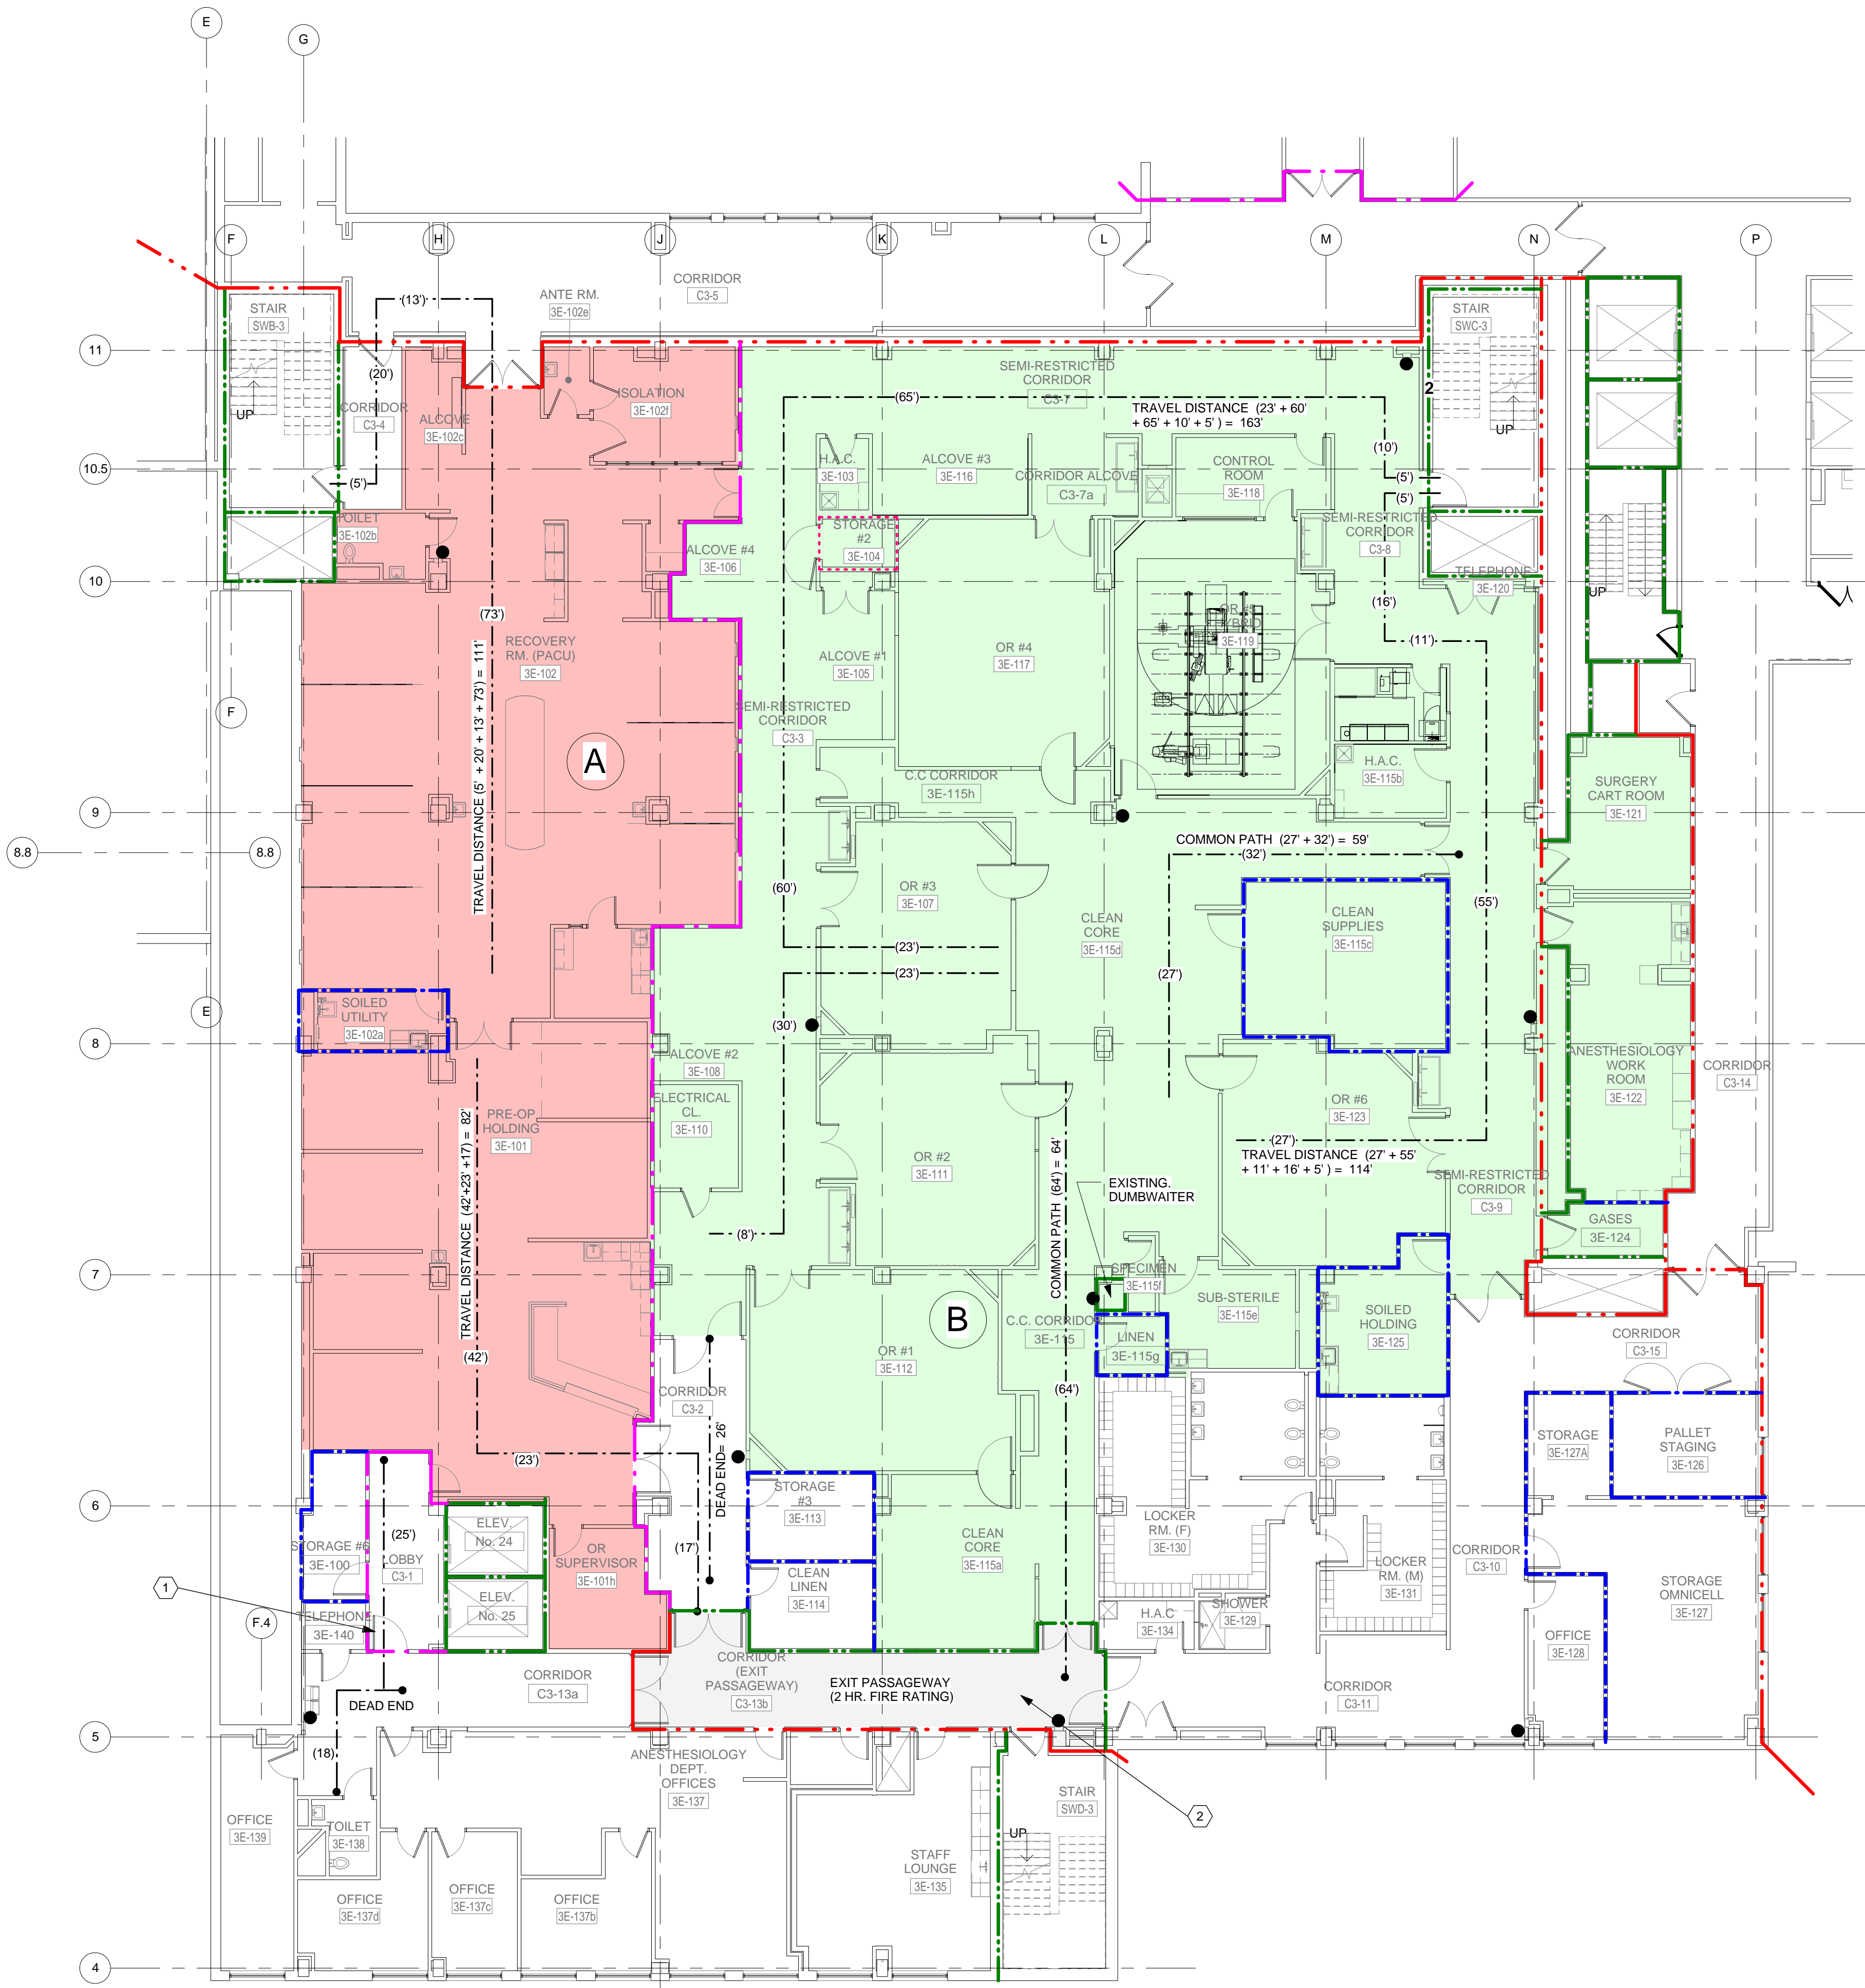 E
G
F
H
J
K
L
M
N
P
CORRIDOR
C3-5
ANTE RM.
3E-102e
(13')
STAIR
SWB-3
STAIR
SWC-3
11
(20')
UP
CORRIDOR
C3-4
ALCOVE
3E-102c
ISOLATION
3E-102f
SEMI-RESTRICTED
CORRIDOR
C3-7
(65')
TRAVEL DISTANCE (23' + 60'
+ 65' + 10' + 5' ) = 163'
2
UP
10.5
(5')
H.A.C.
3E-103
ALCOVE #3
3E-116
CORRIDOR ALCOVE
C3-7a
CONTROL
ROOM
3E-118
(10')
(5')
(5')
TOILET
3E-102b
STORAGE
#2
3E-104
SEMI-RESTRICTED
CORRIDOR
C3-8
ALCOVE #4
3E-106
10
TELEPHONE
3E-120
UP
(73')
(16')
(11')
RECOVERY
RM. (PACU)
3E-102
ALCOVE #1
3E-105
OR #4
3E-117
OR #5
HYBRID
3E-119
F
SEMI-RESTRICTED
CORRIDOR
C3-3
TRAVEL DISTANCE (5' + 20' + 13' + 73') = 111'
A
C.C CORRIDOR
3E-115h
H.A.C.
3E-115b
SURGERY
CART ROOM
3E-121
9
8.8
8.8
COMMON PATH (27' + 32') = 59'
(32')
(60')
OR #3
3E-107
CLEAN
CORE
3E-115d
CLEAN
SUPPLIES
3E-115c
(55')
(23')
(23')
(27')
E
SOILED
UTILITY
3E-102a
(30')
8
ALCOVE #2
3E-108
ANESTHESIOLOGY
WORK
ROOM
3E-122
CORRIDOR
C3-14
ELECTRICAL
CL.
3E-110
PRE-OP
HOLDING
3E-101
OR #6
3E-123
(27')
TRAVEL DISTANCE (27' + 55'
+ 11' + 16' + 5' ) = 114'
OR #2
3E-111
COMMON PATH (64') = 64'
EXISTING.
DUMBWAITER
SEMI-RESTRICTED
CORRIDOR
C3-9
GASES
3E-124
(8')
TRAVEL DISTANCE (42'+23' +17') = 82'
7
SPECIMEN
3E-115f
SUB-STERILE
3E-115e
SOILED
HOLDING
3E-125
B
C.C. CORRIDOR
3E-115
LINEN
3E-115g
CORRIDOR
C3-15
(42')
OR #1
3E-112
(64')
CORRIDOR
C3-2
DEAD END= 26'
STORAGE
3E-127A
PALLET
STAGING
3E-126
(23')
6
STORAGE
#3
3E-113
ELEV.
No. 24
(25')
STORAGE #6
3E-100
LOBBY
C3-1
OR
SUPERVISOR
3E-101h
(17')
CLEAN
CORE
3E-115a
LOCKER
RM. (F)
3E-130
LOCKER
RM. (M)
3E-131
CORRIDOR
C3-10
STORAGE
OMNICELL
3E-127
1
CLEAN
LINEN
3E-114
ELEV.
No. 25
F.4
TELEPHONE
3E-140
H.A.C
3E-134
SHOWER
3E-129
OFFICE
3E-128
CORRIDOR
C3-13a
DEAD END
CORRIDOR
(EXIT
PASSAGEWAY)
C3-13b
EXIT PASSAGEWAY
(2 HR. FIRE RATING)
CORRIDOR
C3-11
5
(18)
ANESTHESIOLOGY
DEPT.
OFFICES
3E-137
STAIR
SWD-3
2
OFFICE
3E-139
TOILET
3E-138
UP
STAFF
LOUNGE
3E-135
OFFICE
3E-137d
OFFICE
3E-137c
OFFICE
3E-137b
4